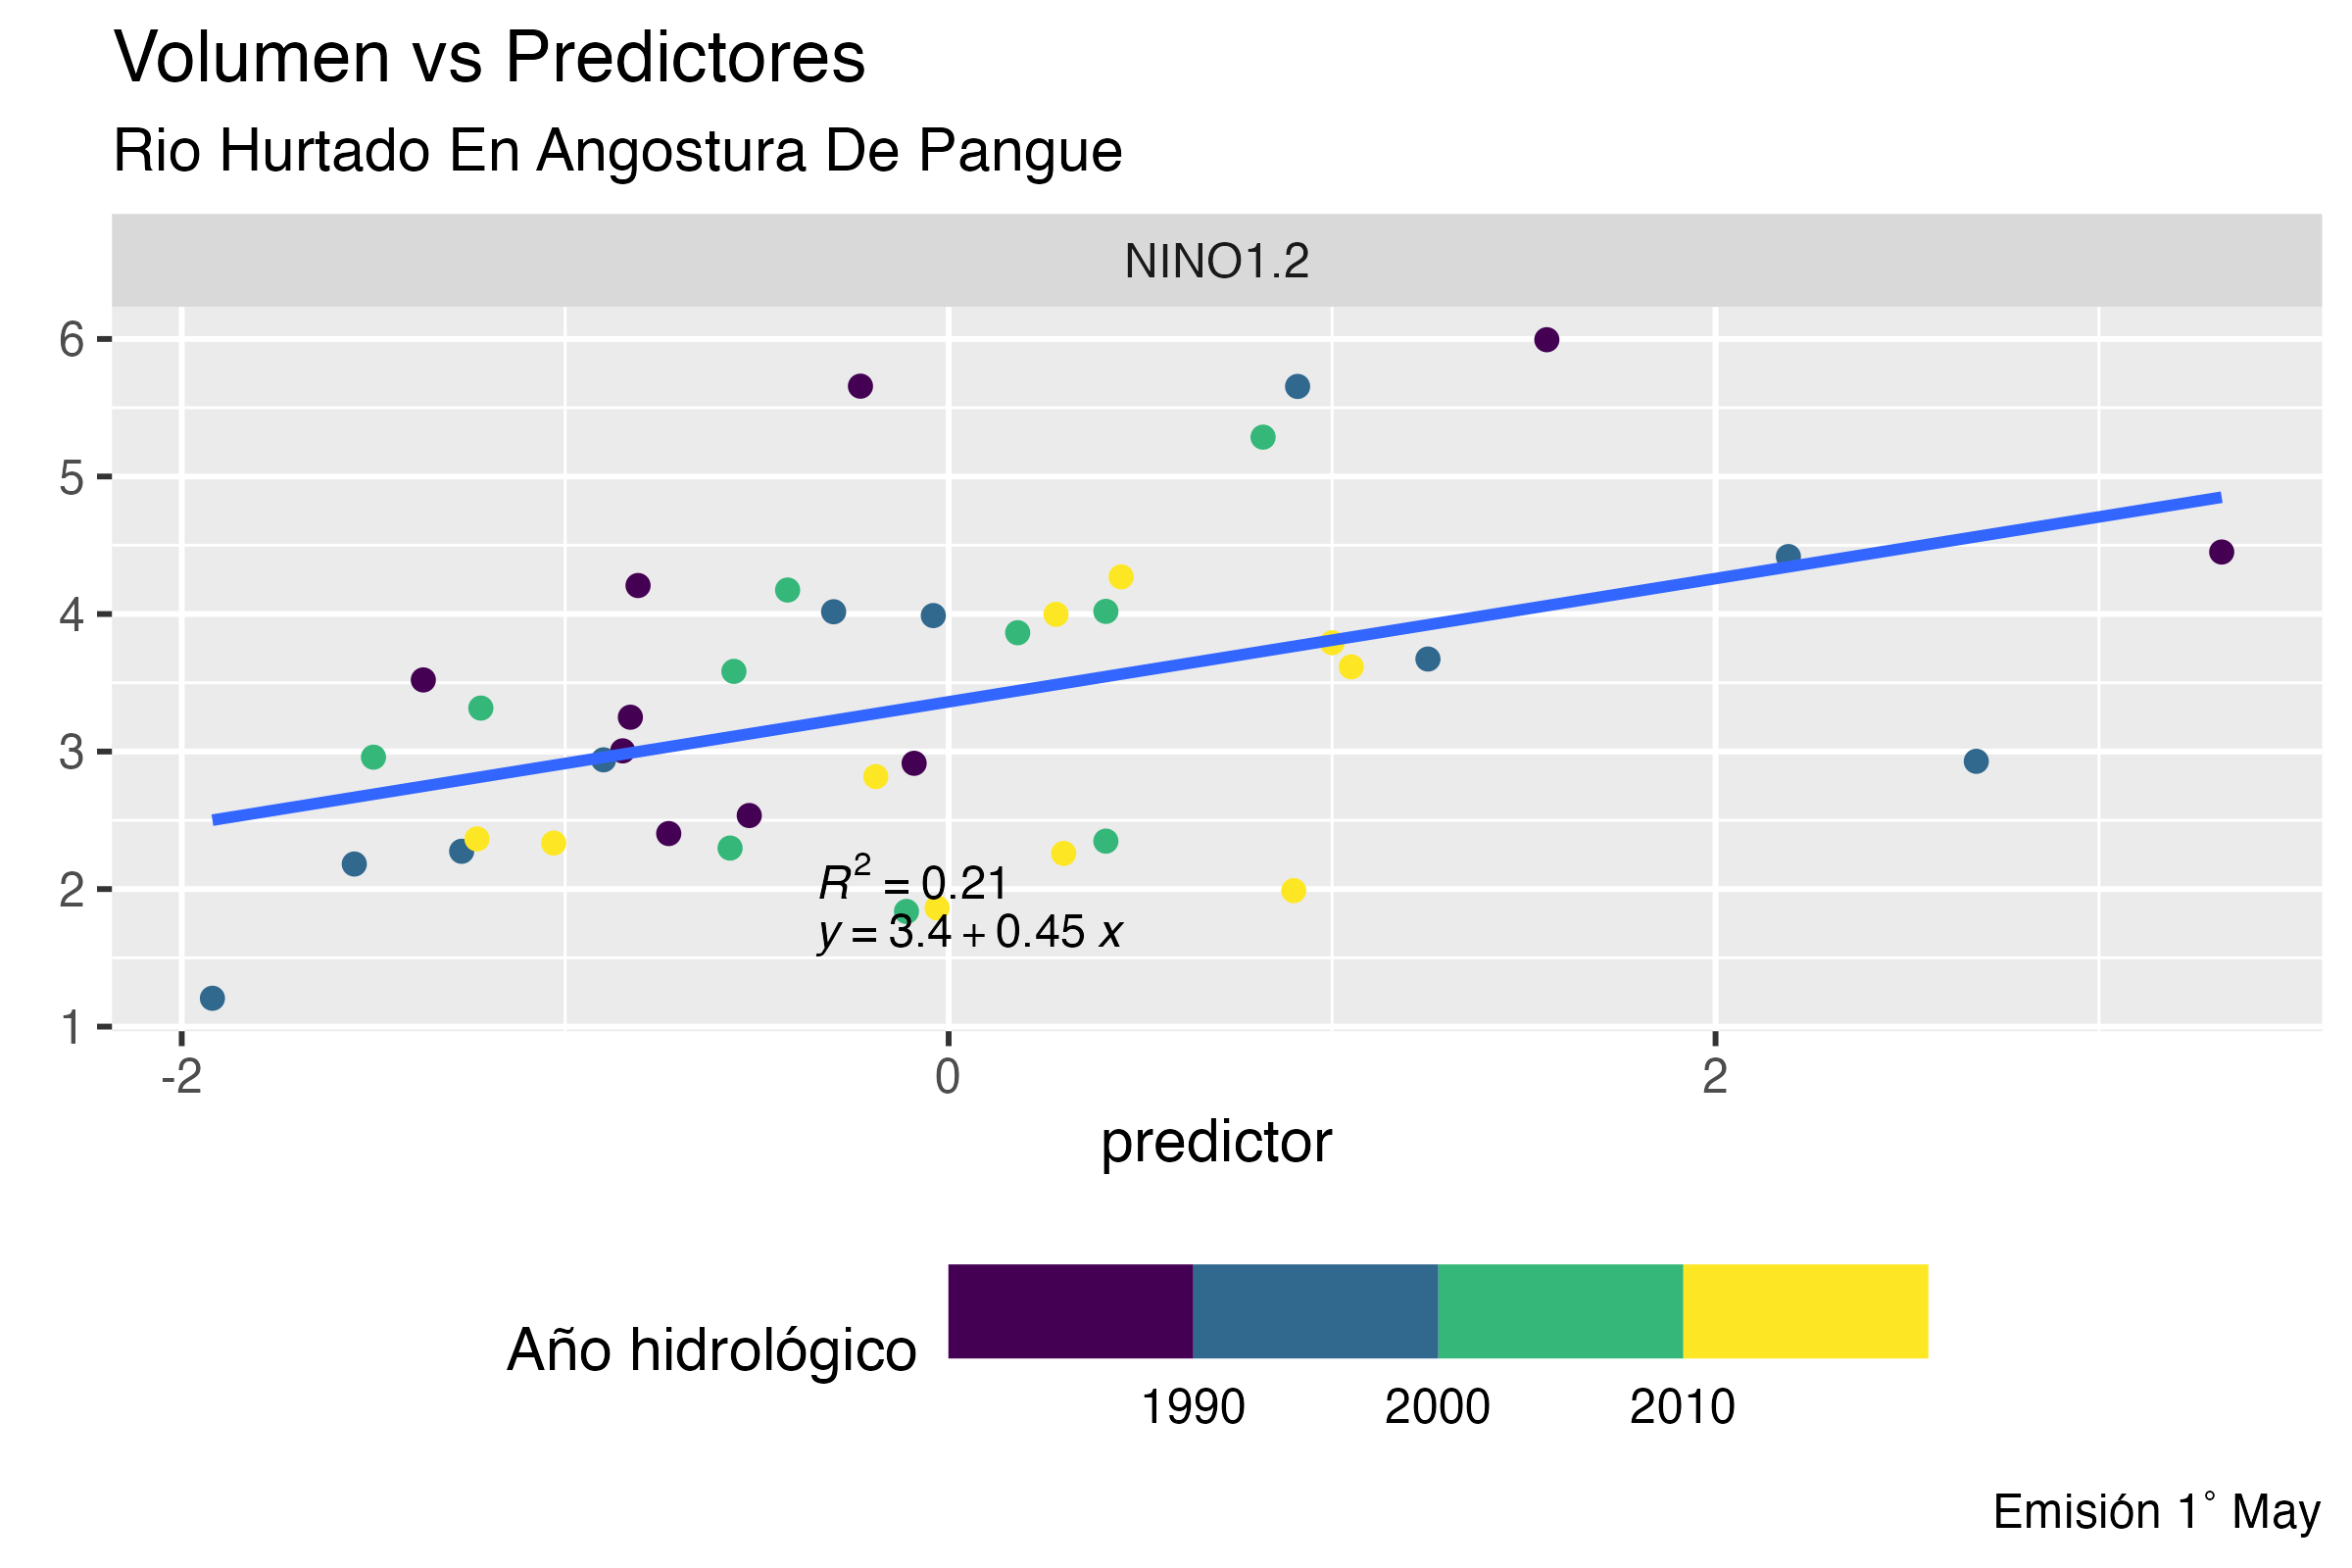 Volumen vs Predictores
Rio Hurtado En Angostura De Pangue
NINO1.2
6
5
4
3
2
1
R² = 0.21
y = 3.4 + 0.45 x
-2 0 2
predictor
Año hidrológico
1990 2000 2010
Emisión 1° May